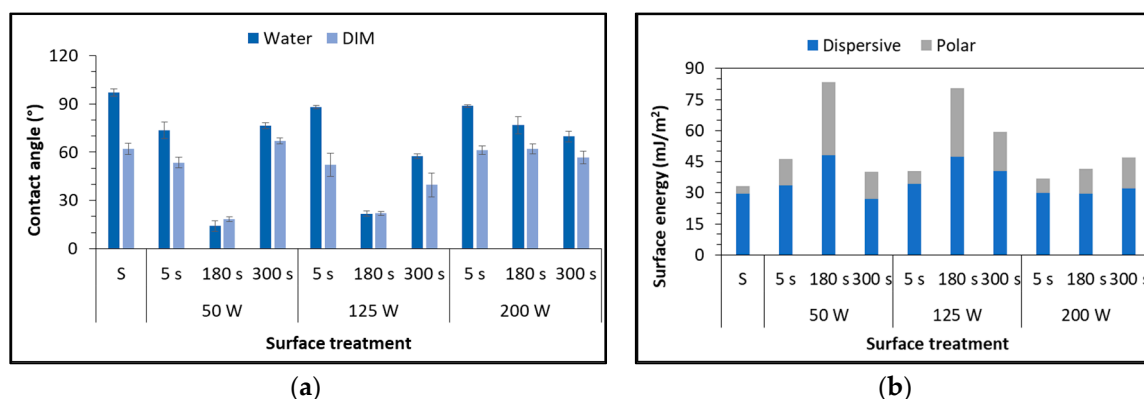 Water DIM
Contact angle (°)
120
90
60
30
0
S 5 s 180 s 300 s 5 s 180 s 300 s 5 s 180 s 300 s
50 W 125 W 200 W
Surface treatment
(a)
Dispersive Polar
Surface energy (mJ/m²)
90
75
60
45
30
15
0
S 5 s 180 s 300 s 5 s 180 s 300 s 5 s 180 s 300 s
50 W 125 W 200 W
Surface treatment
(b)